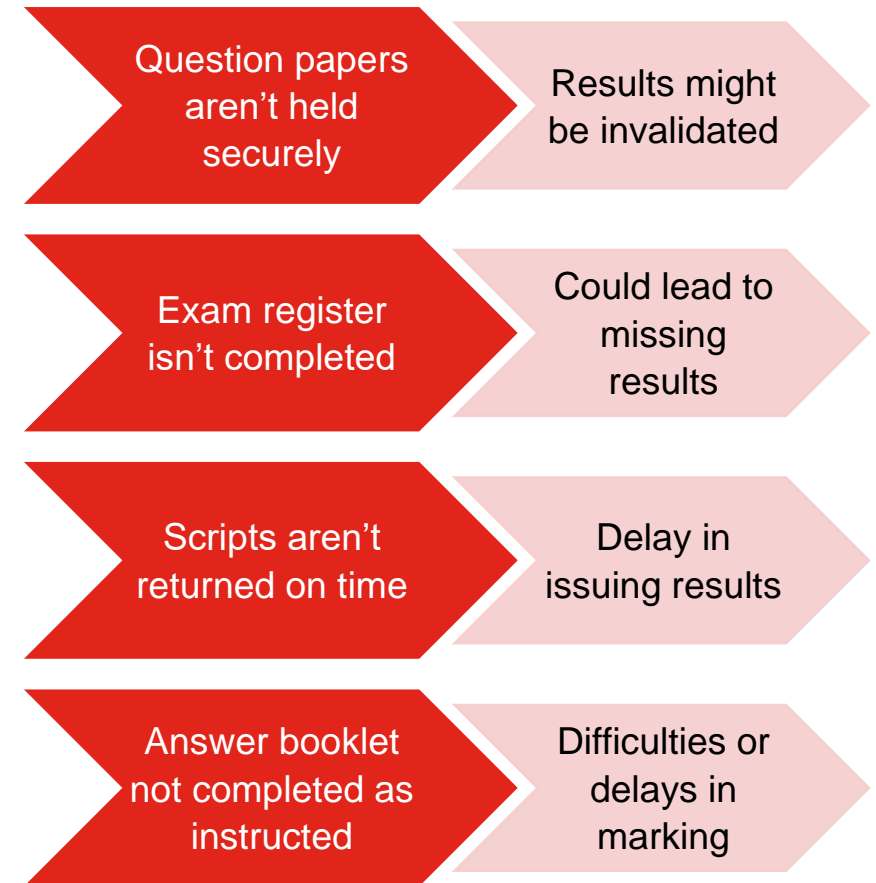 Question papers
aren’t held
securely
Results might
be invalidated
Exam register
isn’t completed
Could lead to
missing
results
Scripts aren’t
returned on time
Delay in
issuing results
Answer booklet
not completed as
instructed
Difficulties or
delays in
marking